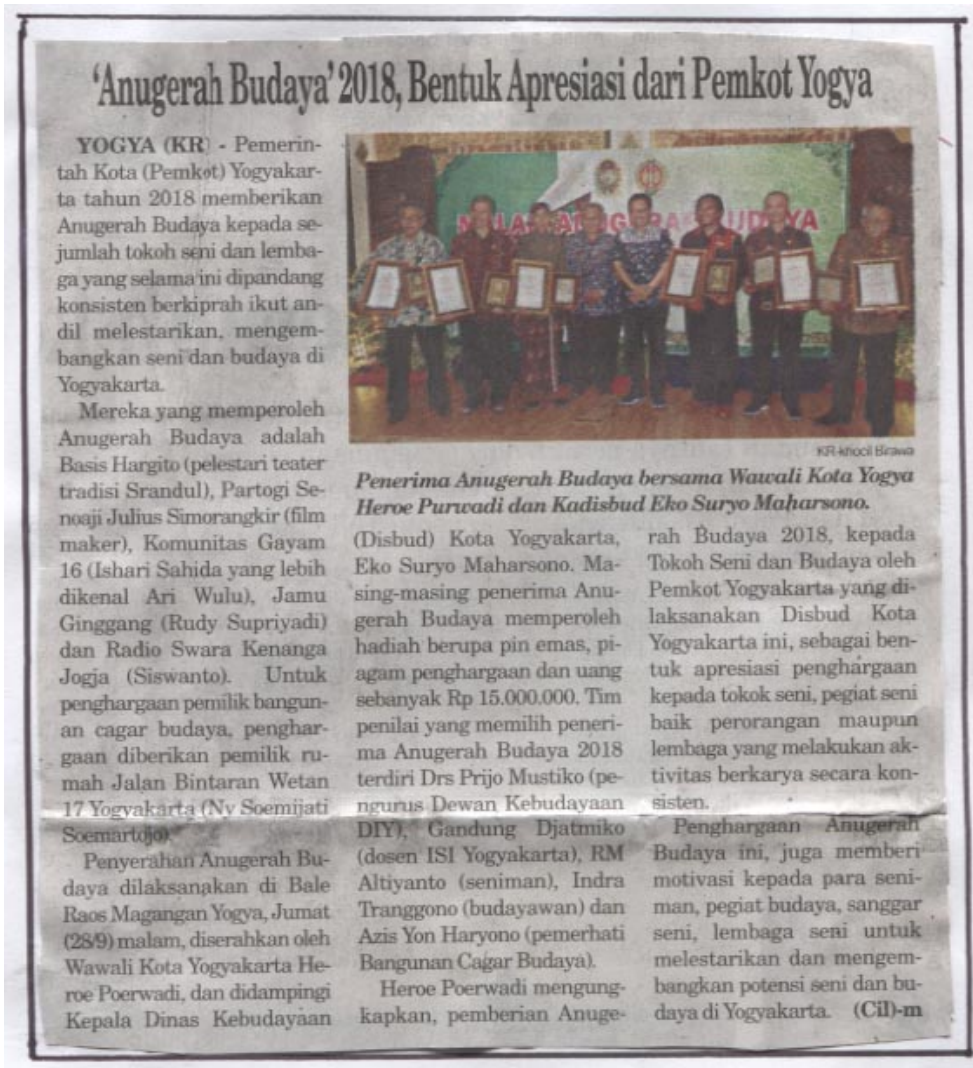 'Anugerah Budaya' 2018, Bentuk Apresiasi dari Pemkot Yogya
YOGYA (KR) - Pemerin-
tah Kota (Pemkot) Yogyakar-
ta tahun 2018 memberikan
Anugerah Budaya kepada se-
jumlah tokoh seni dan lemba-
ga yang selama ini dipandang
konsisten berkiprah ikut an-
dil melestarikan, mengem-
bangkan seni dan budaya di
Yogyakarta.
Mereka yang memperoleh
Anugerah Budaya adalah
Basis Hargito (pelestari teater
tradisi Srandul), Partogi Se-
noaji Julius Simorangkir (film
maker), Komunitas Gayam
16 (Ishari Sahida yang lebih
dikenal Ari Wulu), Jamu
Ginggang (Rudy Supriyadi)
dan Radio Swara Kenanga
Jogja (Siswanto). Untuk
penghargaan pemilik bangun-
an cagar budaya, penghar-
gaan diberikan pemilik ru-
mah Jalan Bintaran Wetan
17 Yogyakarta (Ny Soemijati
Soemartojo).
Penyerahan Anugerah Bu-
daya dilaksanakan di Bale
Raos Magangan Yogya, Jumat
(28/9) malam, diserahkan oleh
Wawali Kota Yogyakarta He-
roe Poerwadi, dan didampingi
Kepala Dinas Kebudayaan
MALAM ANUGERAH BUDAYA
KR-khocil Birawa
Penerima Anugerah Budaya bersama Wawali Kota Yogya
Heroe Purwadi dan Kadisbud Eko Suryo Maharsono.
(Disbud) Kota Yogyakarta,
Eko Suryo Maharsono. Ma-
sing-masing penerima Anu-
gerah Budaya memperoleh
hadiah berupa pin emas, pi-
agam penghargaan dan uang
sebanyak Rp 15.000.000. Tim
penilai yang memilih peneri-
ma Anugerah Budaya 2018
terdiri Drs Prijo Mustiko (pe-
ngurus Dewan Kebudayaan
DIY), Gandung Djatmiko
(dosen ISI Yogyakarta), RM
Altiyanto (seniman), Indra
Tranggono (budayawan) dan
Azis Yon Haryono (pemerhati
Bangunan Cagar Budaya).
Heroe Poerwadi mengung-
kapkan, pemberian Anuge-
rah Budaya 2018, kepada
Tokoh Seni dan Budaya oleh
Pemkot Yogyakarta yang di-
laksanakan Disbud Kota
Yogyakarta ini, sebagai ben-
tuk apresiasi penghargaan
kepada tokok seni, pegiat seni
baik perorangan maupun
lembaga yang melakukan ak-
tivitas berkarya secara kon-
sisten.
Penghargaan Anugerah
Budaya ini, juga memberi
motivasi kepada para seni-
man, pegiat budaya, sanggar
seni, lembaga seni untuk
melestarikan dan mengem-
bangkan potensi seni dan bu-
daya di Yogyakarta. (Cil)-m